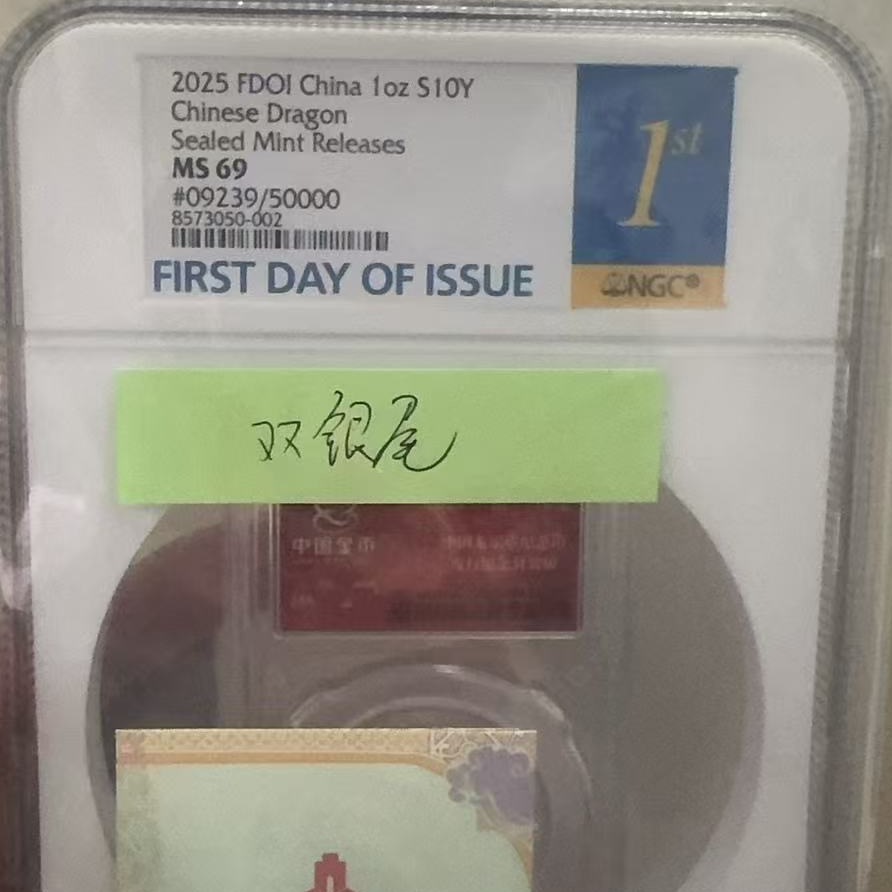 2025 FDOI China 1oz S10Y
Chinese Dragon
Sealed Mint Releases
MS 69
#09239/50000
8573050-002
FIRST DAY OF ISSUE
1st
NGC®
双银尾
中国金币